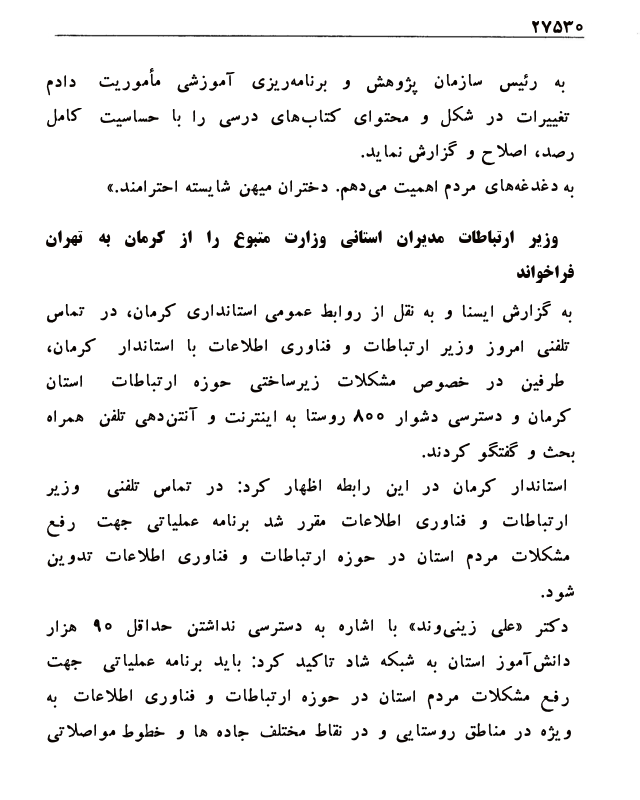 ۲۷۵۳۰
به رئیس سازمان پژوهش و برنامه‌ریزی آموزشی مأموریت دادم
تغییرات در شکل و محتوای کتاب‌های درسی را با حساسیت کامل
رصد، اصلاح و گزارش نماید.
به دغدغه‌های مردم اهمیت می‌دهم. دختران میهن شایسته احترامند.»
وزیر ارتباطات مدیران استانی وزارت متبوع را از کرمان به تهران
فراخواند
به گزارش ایسنا و به نقل از روابط عمومی استانداری کرمان، در تماس
تلفنی امروز وزیر ارتباطات و فناوری اطلاعات با استاندار کرمان،
طرفین در خصوص مشکلات زیرساختی حوزه ارتباطات استان
کرمان و دسترسی دشوار ۸۰۰ روستا به اینترنت و آنتن‌دهی تلفن همراه
بحث و گفتگو کردند.
استاندار کرمان در این رابطه اظهار کرد: در تماس تلفنی وزیر
ارتباطات و فناوری اطلاعات مقرر شد برنامه عملیاتی جهت رفع
مشکلات مردم استان در حوزه ارتباطات و فناوری اطلاعات تدوین
شود.
دکتر «علی زینی‌وند» با اشاره به دسترسی نداشتن حداقل ۹۰ هزار
دانش‌آموز استان به شبکه شاد تاکید کرد: باید برنامه عملیاتی جهت
رفع مشکلات مردم استان در حوزه ارتباطات و فناوری اطلاعات به
ویژه در مناطق روستایی و در نقاط مختلف جاده ها و خطوط مواصلاتی